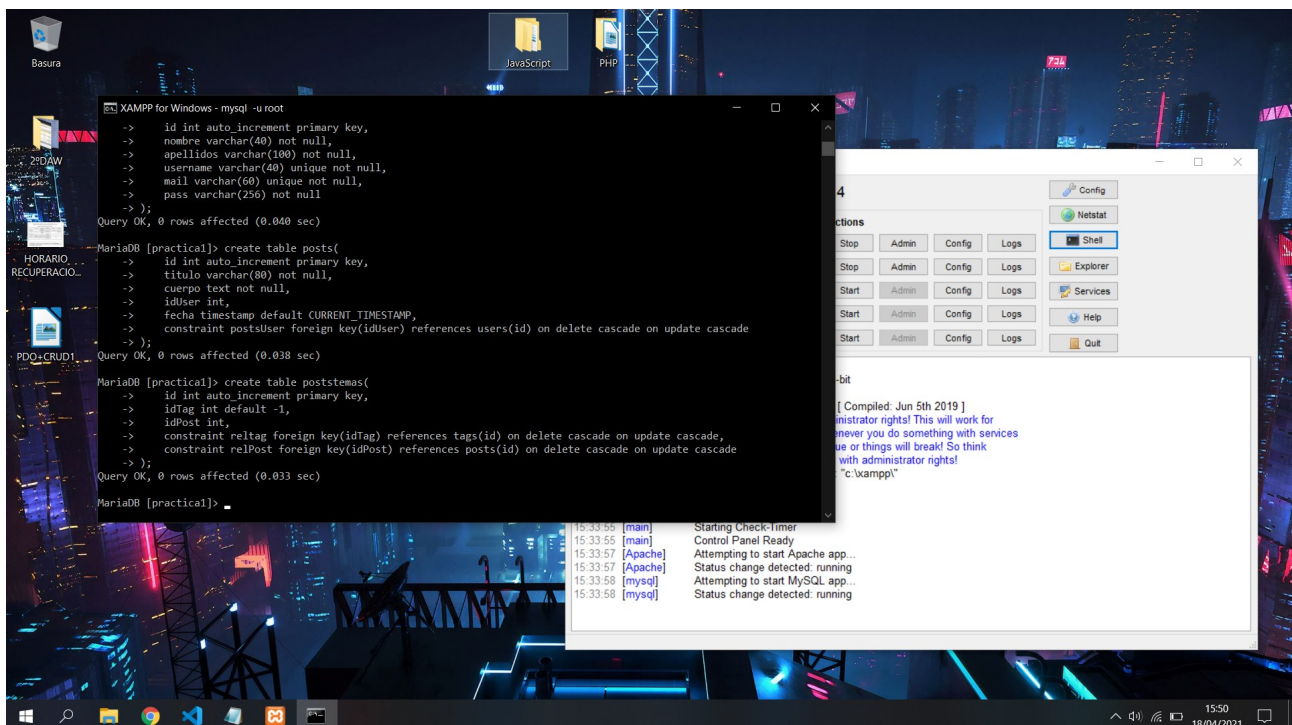 Basura
JavaScript
PHP
2ºDAW
HORARIO
RECUPERACIO...
PDO+CRUD1
XAMPP for Windows - mysql -u root
->     id int auto_increment primary key,
->     nombre varchar(40) not null,
->     apellidos varchar(100) not null,
->     username varchar(40) unique not null,
->     mail varchar(60) unique not null,
->     pass varchar(256) not null
-> );
Query OK, 0 rows affected (0.040 sec)
MariaDB [practica1]> create table posts(
->     id int auto_increment primary key,
->     titulo varchar(80) not null,
->     cuerpo text not null,
->     idUser int,
->     fecha timestamp default CURRENT_TIMESTAMP,
->     constraint postsUser foreign key(idUser) references users(id) on delete cascade on update cascade
-> );
Query OK, 0 rows affected (0.038 sec)
MariaDB [practica1]> create table poststemas(
->     id int auto_increment primary key,
->     idTag int default -1,
->     idPost int,
->     constraint reltag foreign key(idTag) references tags(id) on delete cascade on update cascade,
->     constraint relPost foreign key(idPost) references posts(id) on delete cascade on update cascade
-> );
Query OK, 0 rows affected (0.033 sec)
MariaDB [practica1]>
4
Config
Netstat
ctions
Stop Admin Config Logs Shell
Stop Admin Config Logs Explorer
Start Admin Config Logs Services
Start Admin Config Logs Help
Start Admin Config Logs Quit
-bit
[ Compiled: Jun 5th 2019 ]
inistrator rights! This will work for
enever you do something with services
ue or things will break! So think
with administrator rights!
"c:\xampp\"
15:33:55 [main] Starting Check-Timer
15:33:55 [main] Control Panel Ready
15:33:57 [Apache] Attempting to start Apache app...
15:33:57 [Apache] Status change detected: running
15:33:58 [mysql] Attempting to start MySQL app...
15:33:58 [mysql] Status change detected: running
15:50
18/04/2021